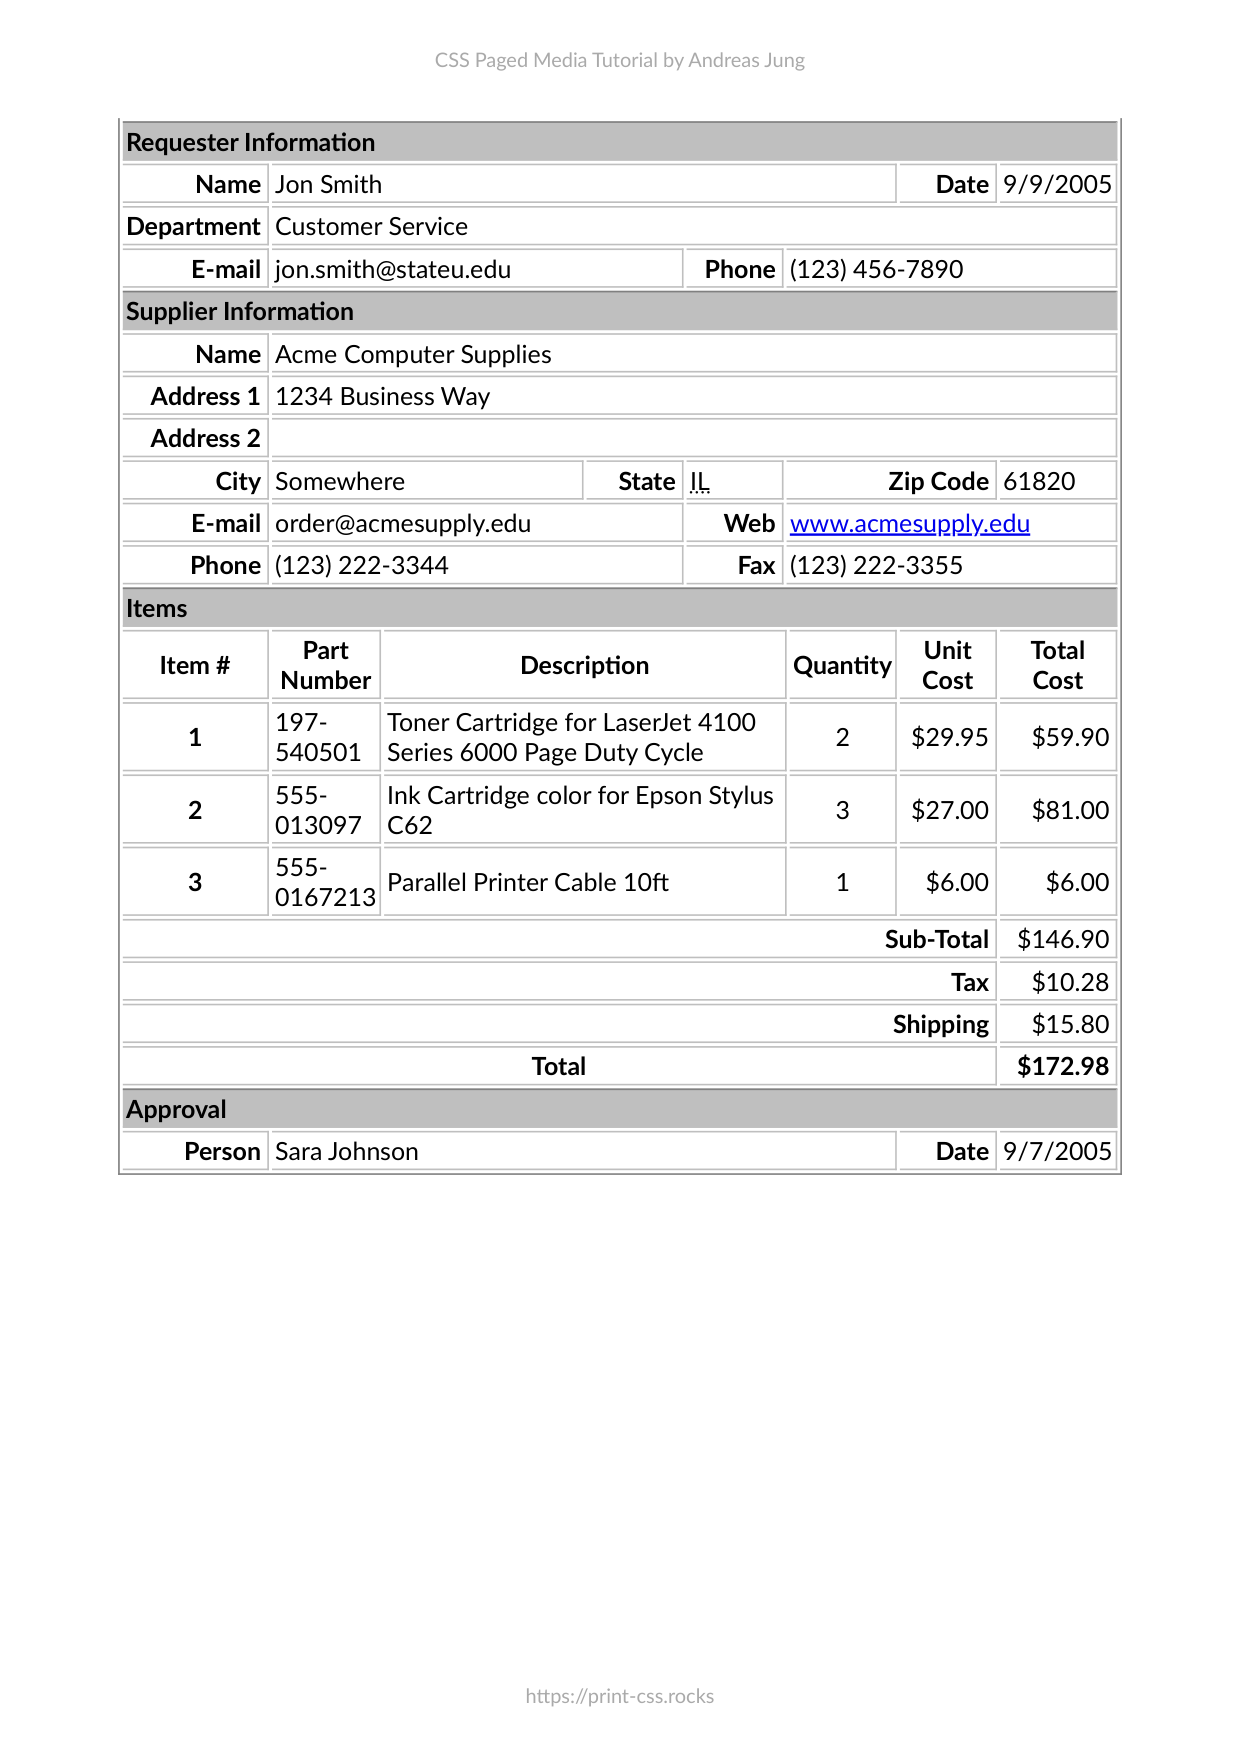 CSS Paged Media Tutorial by Andreas Jung
Requester Information
Name Jon Smith Date 9/9/2005
Department Customer Service
E-mail jon.smith@stateu.edu Phone (123) 456-7890
Supplier Information
Name Acme Computer Supplies
Address 1 1234 Business Way
Address 2
City Somewhere State IL Zip Code 61820
E-mail order@acmesupply.edu Web www.acmesupply.edu
Phone (123) 222-3344 Fax (123) 222-3355
Items
Item # Part Number Description Quantity Unit Cost Total Cost
1 197-540501 Toner Cartridge for LaserJet 4100 Series 6000 Page Duty Cycle 2 $29.95 $59.90
2 555-013097 Ink Cartridge color for Epson Stylus C62 3 $27.00 $81.00
3 555-0167213 Parallel Printer Cable 10ft 1 $6.00 $6.00
Sub-Total $146.90
Tax $10.28
Shipping $15.80
Total $172.98
Approval
Person Sara Johnson Date 9/7/2005
https://print-css.rocks